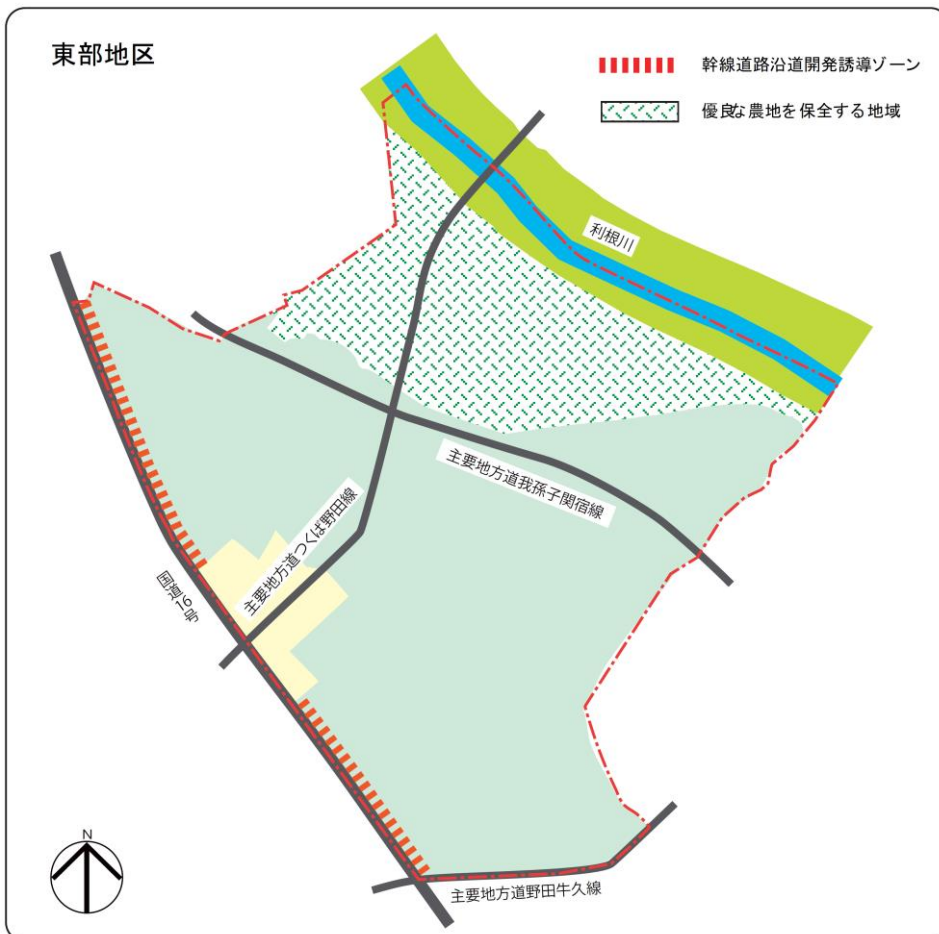 東部地区
幹線道路沿道開発誘導ゾーン
優良な農地を保全する地域
利根川
主要地方道我孫子関宿線
主要地方道つくば野田線
国道16号
主要地方道野田牛久線
N